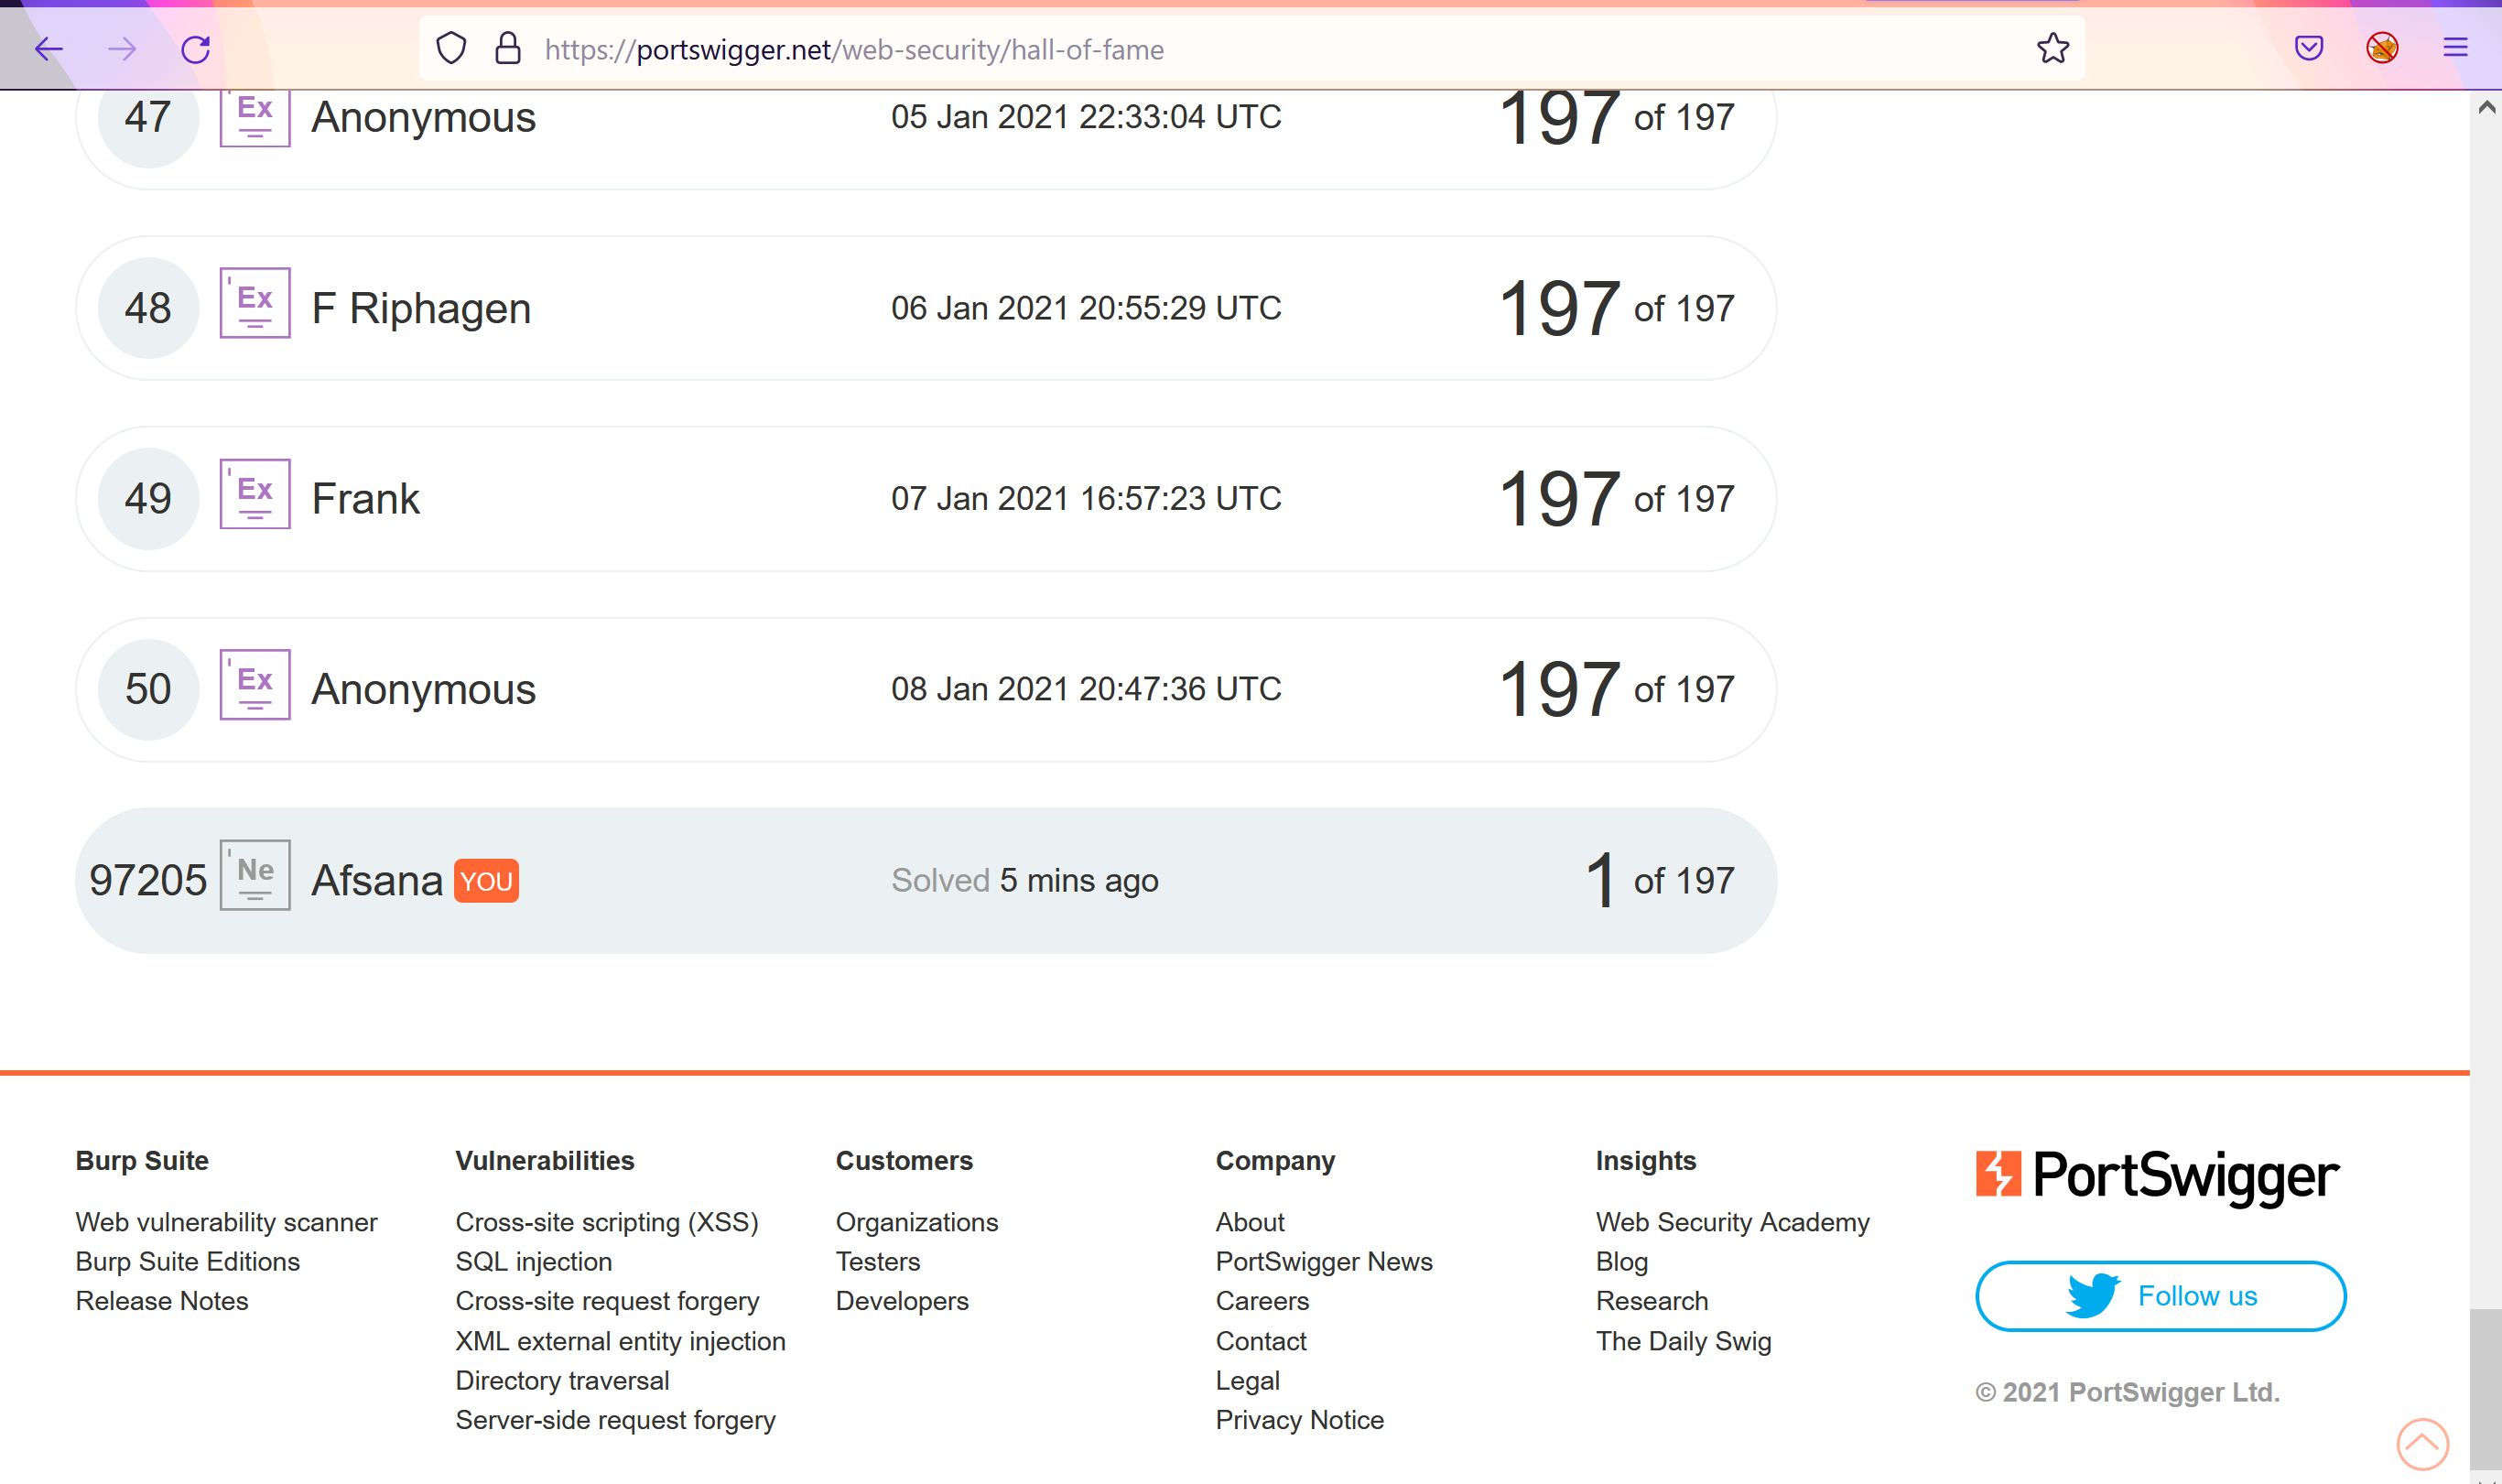 https://portswigger.net/web-security/hall-of-fame
47 Ex Anonymous 05 Jan 2021 22:33:04 UTC 197 of 197
48 Ex F Riphagen 06 Jan 2021 20:55:29 UTC 197 of 197
49 Ex Frank 07 Jan 2021 16:57:23 UTC 197 of 197
50 Ex Anonymous 08 Jan 2021 20:47:36 UTC 197 of 197
97205 Ne Afsana YOU Solved 5 mins ago 1 of 197
Burp Suite
Web vulnerability scanner
Burp Suite Editions
Release Notes
Vulnerabilities
Cross-site scripting (XSS)
SQL injection
Cross-site request forgery
XML external entity injection
Directory traversal
Server-side request forgery
Customers
Organizations
Testers
Developers
Company
About
PortSwigger News
Careers
Contact
Legal
Privacy Notice
Insights
Web Security Academy
Blog
Research
The Daily Swig
PortSwigger
Follow us
© 2021 PortSwigger Ltd.